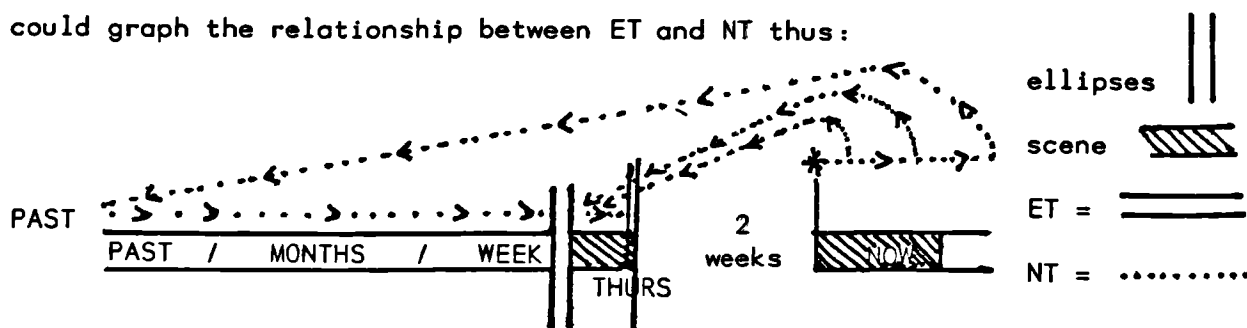 could graph the relationship between ET and NT thus:
ellipses
scene
PAST
ET =
PAST / MONTHS / WEEK
2
weeks
NOW
THURS
NT =